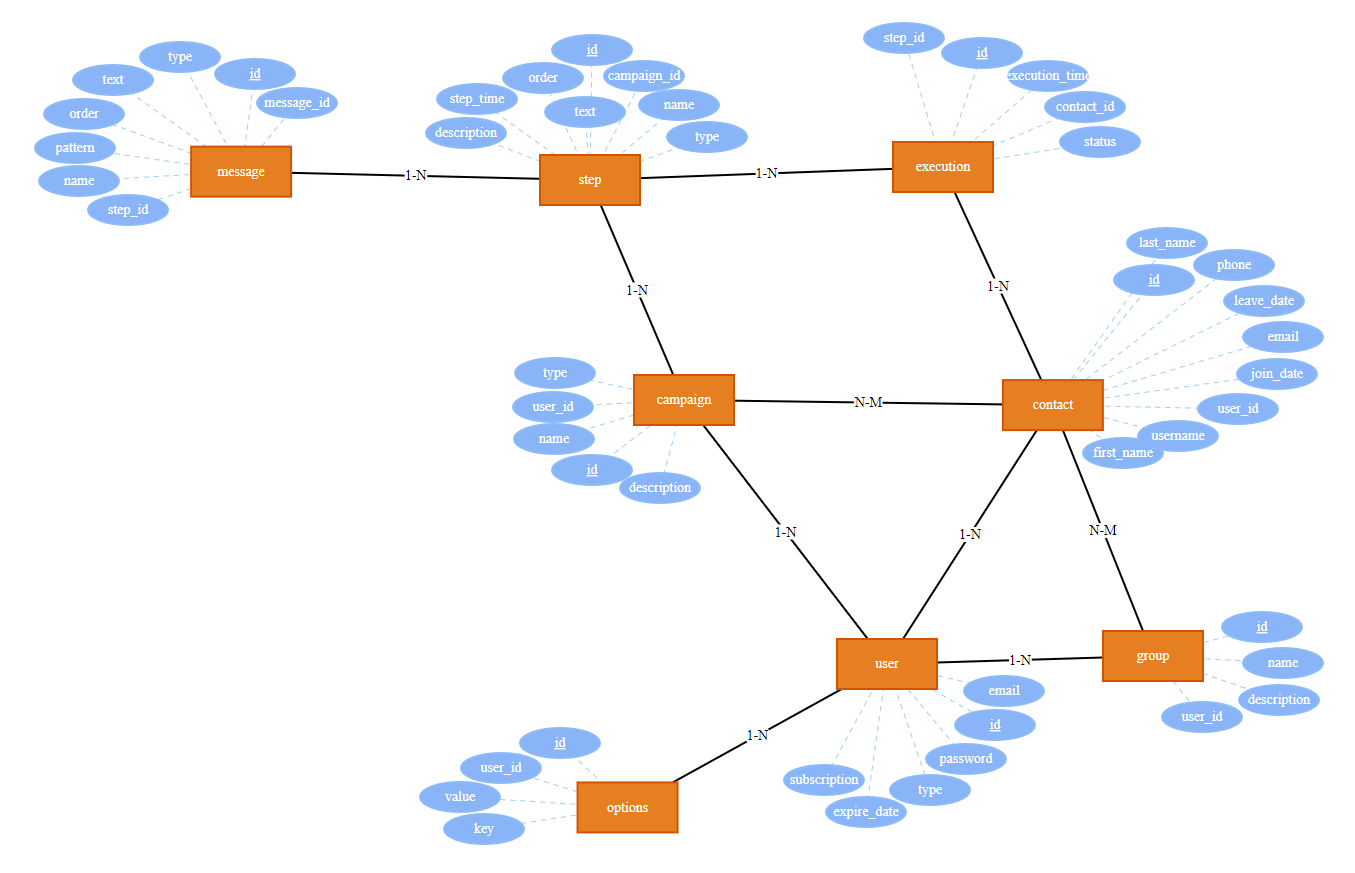 step_id
id
execution_time
contact_id
status
execution
type
id
text
message_id
order
pattern
name
step_id
message
id
order
campaign_id
step_time
text
name
description
type
step
1-N
1-N
1-N
1-N
last_name
phone
id
leave_date
email
join_date
user_id
username
first_name
contact
type
user_id
name
id
description
campaign
N-M
1-N
1-N
N-M
user
1-N
group
id
name
description
user_id
email
id
password
type
subscription
expire_date
1-N
id
user_id
value
key
options